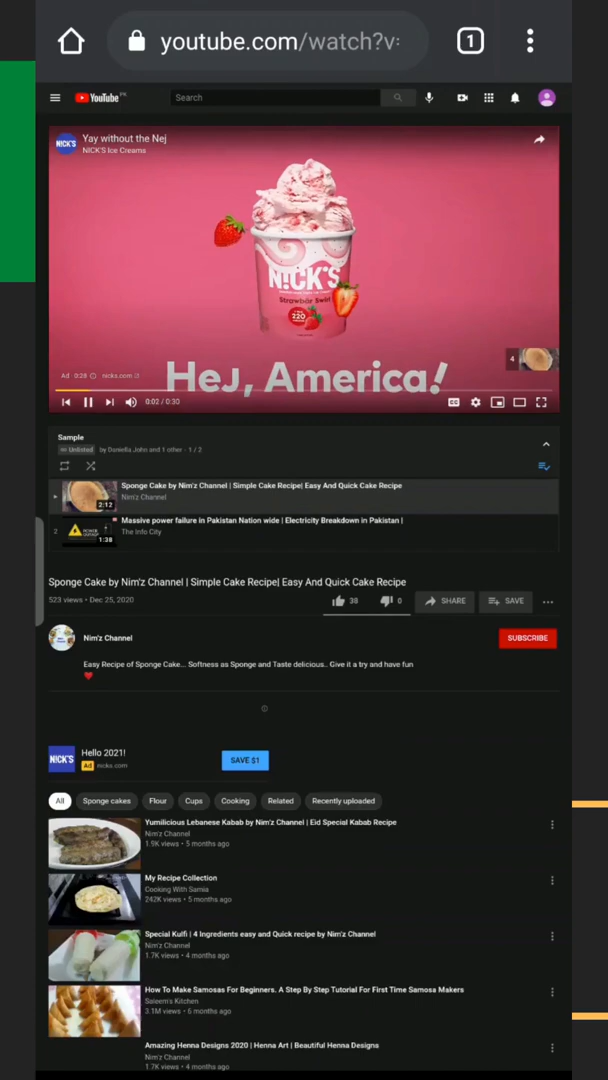 youtube.com/watch?v:
1
YouTube PK
Search
N!CK'S
Yay without the Nej
NICK'S Ice Creams
N!CK'S
Strawbär Swirl
220
Hej, America!
4
Ad 0:28 nicks.com
0:02 / 0:30
CC
Sample
Unlisted by Daniella John and 1 other · 1 / 2
Sponge Cake by Nim'z Channel | Simple Cake Recipe| Easy And Quick Cake Recipe
Nim'z Channel
2:12
2
Massive power failure in Pakistan Nation wide | Electricity Breakdown in Pakistan |
The Info City
1:38
Sponge Cake by Nim'z Channel | Simple Cake Recipe| Easy And Quick Cake Recipe
523 views • Dec 25, 2020
38
0
SHARE
SAVE
Nim'z Channel
SUBSCRIBE
Easy Recipe of Sponge Cake... Softness as Sponge and Taste delicious.. Give it a try and have fun
N!CK'S
Hello 2021!
Ad nicks.com
SAVE $1
All
Sponge cakes
Flour
Cups
Cooking
Related
Recently uploaded
Yumilicious Lebanese Kabab by Nim'z Channel | Eid Special Kabab Recipe
Nim'z Channel
1.9K views • 5 months ago
My Recipe Collection
Cooking With Samia
242K views • 5 months ago
Special Kulfi | 4 Ingredients easy and Quick recipe by Nim'z Channel
Nim'z Channel
1.7K views • 4 months ago
How To Make Samosas For Beginners. A Step By Step Tutorial For First Time Samosa Makers
Saleem's Kitchen
3.1M views • 5 months ago
Amazing Henna Designs 2020 | Henna Art | Beautiful Henna Designs
Nim'z Channel
1.7K views • 4 months ago